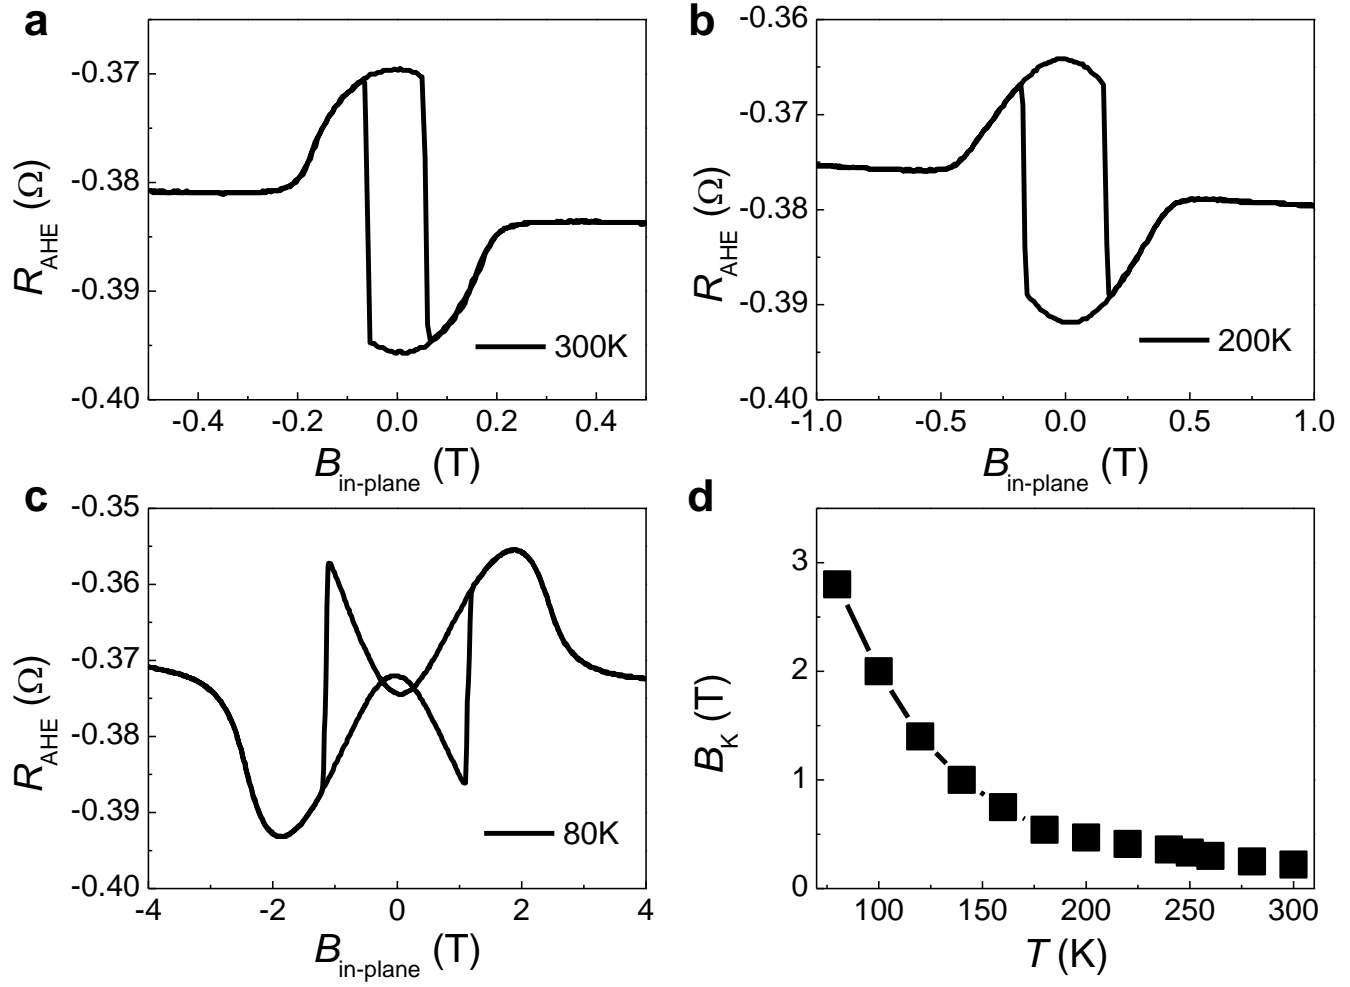 a
-0.37
-0.38
-0.39
-0.40
R_AHE (Ω)
300K
-0.4 -0.2 0.0 0.2 0.4
B_in-plane (T)
b
-0.36
-0.37
-0.38
-0.39
-0.40
R_AHE (Ω)
200K
-1.0 -0.5 0.0 0.5 1.0
B_in-plane (T)
c
-0.35
-0.36
-0.37
-0.38
-0.39
-0.40
R_AHE (Ω)
80K
-4 -2 0 2 4
B_in-plane (T)
d
3
2
1
0
B_K (T)
100 150 200 250 300
T (K)